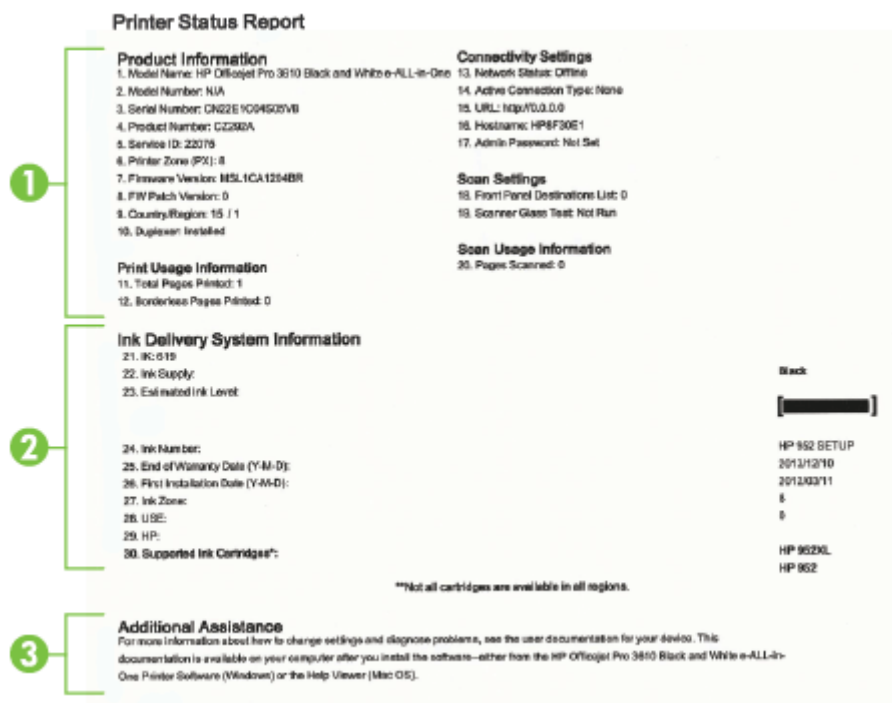 Printer Status Report
1
Product Information
1. Model Name: HP Officejet Pro 3610 Black and White e-ALL-in-One
2. Model Number: N/A
3. Serial Number:
4. Product Number: CZ292A
5. Service ID: 22076
6. Printer Zone (PX): 8
7. Firmware Version: MSL1CA1204BR
8. FW Patch Version: 0
9. Country/Region: 15 / 1
10. Duplexer: Installed
Print Usage Information
11. Total Pages Printed: 1
12. Borderless Pages Printed: 0
Connectivity Settings
13. Network Status: Offline
14. Active Connection Type: None
15. URL: http://0.0.0.0
16. Hostname: HP8F30E1
17. Admin Password: Not Set
Scan Settings
18. Front Panel Destinations List: 0
19. Scanner Glass Test: Not Run
Scan Usage Information
20. Pages Scanned: 0
2
Ink Delivery System Information
21. IK: 619
22. Ink Supply: Black
23. Estimated Ink Level:
24. Ink Number: HP 952 SETUP
25. End of Warranty Date (Y-M-D): 2013/12/10
26. First Installation Date (Y-M-D): 2012/03/11
27. Ink Zone:
28. USE: 0
29. HP:
30. Supported Ink Cartridges*: HP 952XL
HP 952
**Not all cartridges are available in all regions.
3
Additional Assistance
For more information about how to change settings and diagnose problems, see the user documentation for your device. This
documentation is available on your computer after you install the software--either from the HP Officejet Pro 3610 Black and White e-ALL-in-
One Printer Software (Windows) or the Help Viewer (Mac OS).